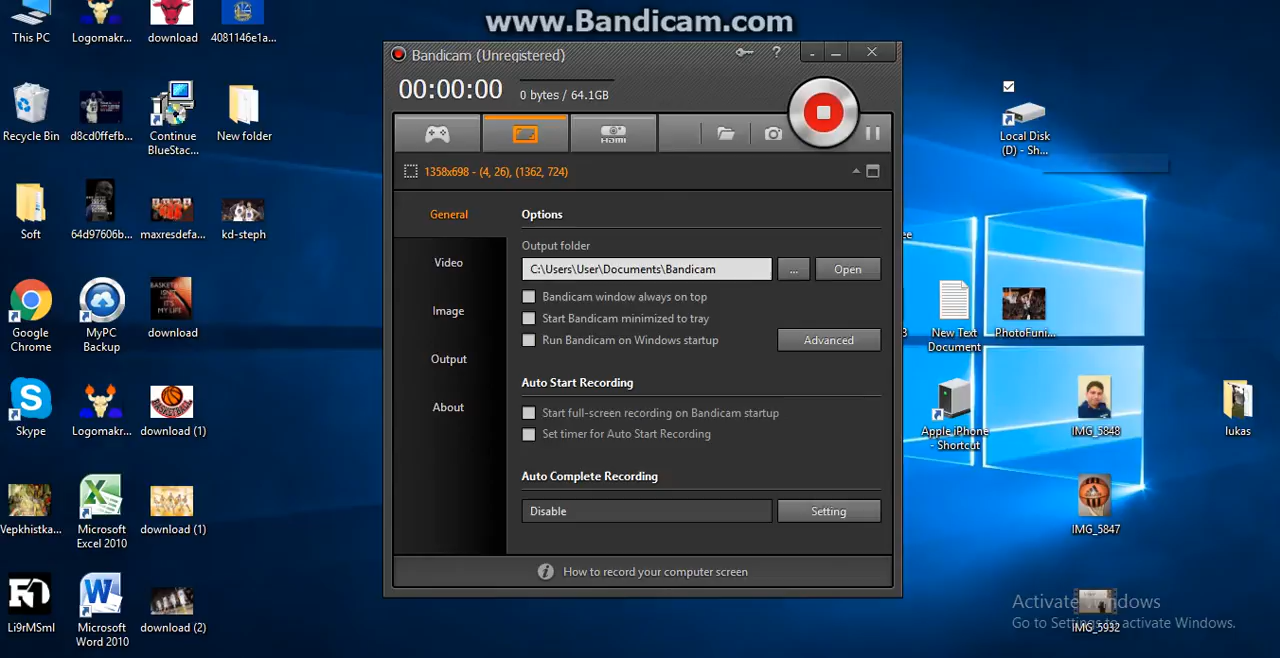 www.Bandicam.com
This PC
Logomakr...
download
4081146e1a...
Bandicam (Unregistered)
?
00:00:00
0 bytes / 64.1GB
HDMI
Recycle Bin
d8cd0ffefb...
Continue
BlueStac...
New folder
Local Disk
(D) - Sh...
1358x698 - (4, 26), (1362, 724)
General
Video
Image
Output
About
Options
Output folder
C:\Users\User\Documents\Bandicam
...
Open
Bandicam window always on top
Start Bandicam minimized to tray
Run Bandicam on Windows startup
Advanced
Auto Start Recording
Start full-screen recording on Bandicam startup
Set timer for Auto Start Recording
Auto Complete Recording
Disable
Setting
How to record your computer screen
Soft
64d97606b...
maxresdefa...
kd-steph
ee
Google
Chrome
MyPC
Backup
download
3
New Text
Document
PhotoFuni...
Skype
Logomakr...
download (1)
Apple iPhone
- Shortcut
IMG_5848
lukas
Vepkhistka...
Microsoft
Excel 2010
download (1)
IMG_5847
Li9rMSmI
Microsoft
Word 2010
download (2)
IMG_5932
Activate Windows
Go to Settings to activate Windows.